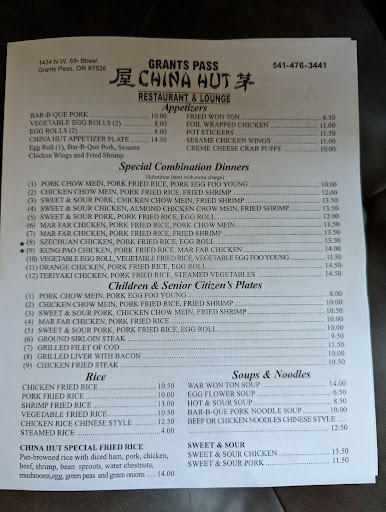 1434 N.W. 6th Street
Grants Pass, OR 97526
GRANTS PASS
CHINA HUT
RESTAURANT & LOUNGE
541-476-3441
Appetizers
BAR-B-QUE PORK 10.00
VEGETABLE EGG ROLLS (2) 8.00
EGG ROLLS (2) 8.00
CHINA HUT APPETIZER PLATE 14.50
Egg Roll (1), Bar-B-Que Pork, Sesame
Chicken Wings and Fried Shrimp
FRIED WON TON 6.50
FOIL WRAPPED CHICKEN 11.00
POT STICKERS 11.50
SESAME CHICKEN WINGS 11.00
CREME CHEESE CRAB PUFFS 10.00
Special Combination Dinners
(Substitute items with extra charge)
(1) PORK CHOW MEIN, PORK FRIED RICE, PORK EGG FOO YOUNG 10.00
(2) CHICKEN CHOW MEIN, PORK FRIED RICE, FRIED SHRIMP 12.00
(3) SWEET & SOUR PORK, CHICKEN CHOW MEIN, FRIED SHRIMP 13.50
(4) SWEET & SOUR CHICKEN, ALMOND CHICKEN CHOW MEIN, FRIED SHRIMP 13.50
(5) SWEET & SOUR PORK, PORK FRIED RICE, EGG ROLL 12.00
(6) MAR FAR CHICKEN, PORK FRIED RICE, PORK CHOW MEIN 11.50
(7) MAR FAR CHICKEN, PORK FRIED RICE, FRIED SHRIMP 13.50
★ (8) SZECHUAN CHICKEN, PORK FRIED RICE, EGG ROLL 13.50
★ (9) KUNG PAO CHICKEN, PORK FRIED RICE, MAR FAR CHICKEN 14.00
(10) VEGETABLE EGG ROLL, VEGETABLE FRIED RICE, VEGETABLE EGG FOO YOUNG 11.50
(11) ORANGE CHICKEN, PORK FRIED RICE, EGG ROLL 14.50
(12) TERIYAKI CHICKEN, PORK FRIED RICE, STEAMED VEGETABLES 14.50
Children & Senior Citizen's Plates
(1) PORK CHOW MEIN, PORK EGG FOO YOUNG 8.00
(2) CHICKEN CHOW MEIN, PORK FRIED RICE, FRIED SHRIMP 10.00
(3) SWEET & SOUR PORK, CHICKEN CHOW MEIN, FRIED SHRIMP 10.50
(4) MAR FAR CHICKEN, PORK FRIED RICE 10.00
(5) SWEET & SOUR PORK, PORK FRIED RICE, EGG ROLL 10.50
(6) GROUND SIRLOIN STEAK 9.50
(7) GRILLED FILET OF COD 11.50
(8) GRILLED LIVER WITH BACON 10.00
(9) CHICKEN FRIED STEAK 10.50
Rice
CHICKEN FRIED RICE 10.50
PORK FRIED RICE 10.00
SHRIMP FRIED RICE 13.00
VEGETABLE FRIED RICE 10.50
CHICKEN RICE CHINESE STYLE 12.50
STEAMED RICE 4.00
CHINA HUT SPECIAL FRIED RICE
Pan-browned rice with diced ham, pork, chicken,
beef, shrimp, bean sprouts, water chestnuts,
mushrooms, egg, green peas and green onions 14.00
Soups & Noodles
WAR WON TON SOUP 14.00
EGG FLOWER SOUP 6.50
HOT & SOUR SOUP 8.50
BAR-B-QUE PORK NOODLE SOUP 10.00
BEEF OR CHICKEN NOODLES CHINESE STYLE
12.50
SWEET & SOUR
SWEET & SOUR CHICKEN 13.50
SWEET & SOUR PORK 11.50